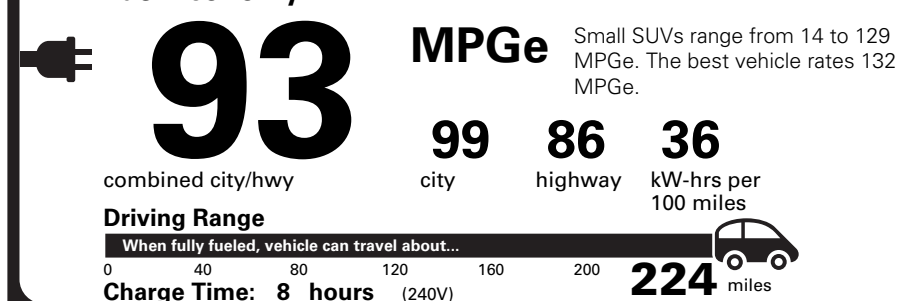 93
MPGe
Small SUVs range from 14 to 129
MPGe. The best vehicle rates 132
MPGe.
combined city/hwy
99
city
86
highway
36
kW-hrs per
100 miles
Driving Range
When fully fueled, vehicle can travel about...
0 40 80 120 160 200 224 miles
Charge Time: 8 hours (240V)